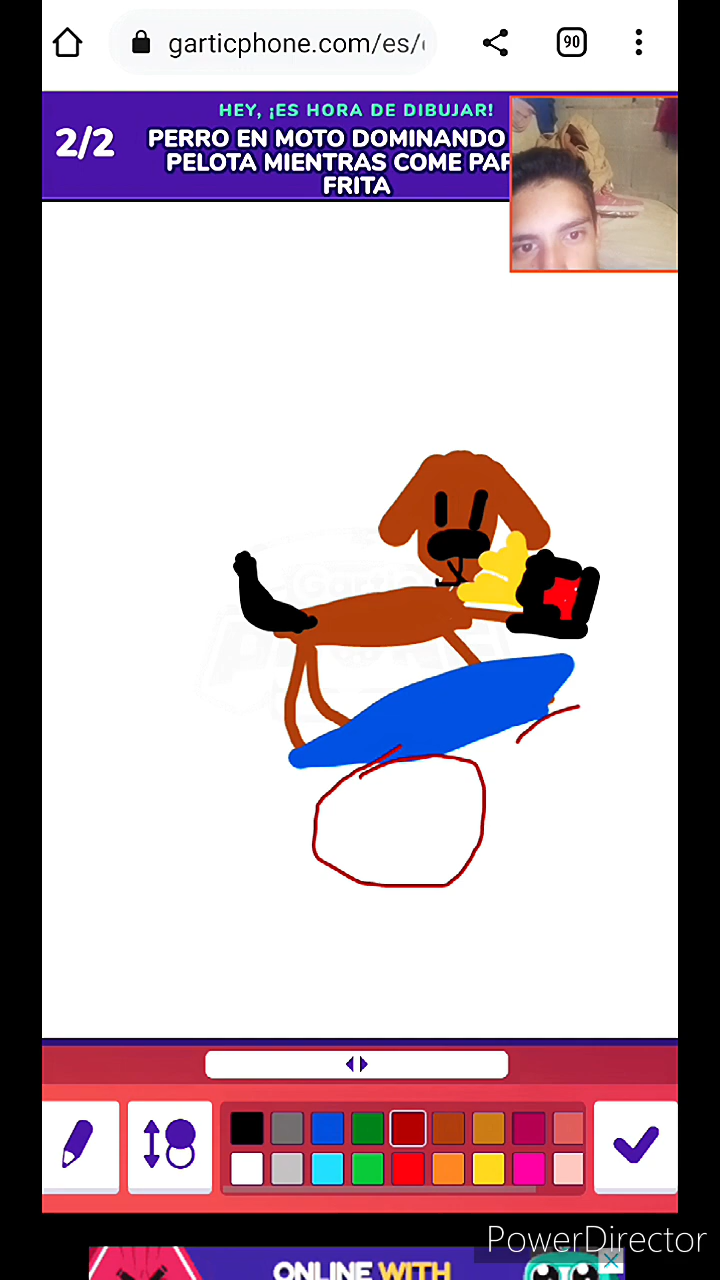 garticphone.com/es/
90
HEY, ¡ES HORA DE DIBUJAR!
2/2
PERRO EN MOTO DOMINANDO
PELOTA MIENTRAS COME
FRITA
PowerDirector
ONLINE WITH